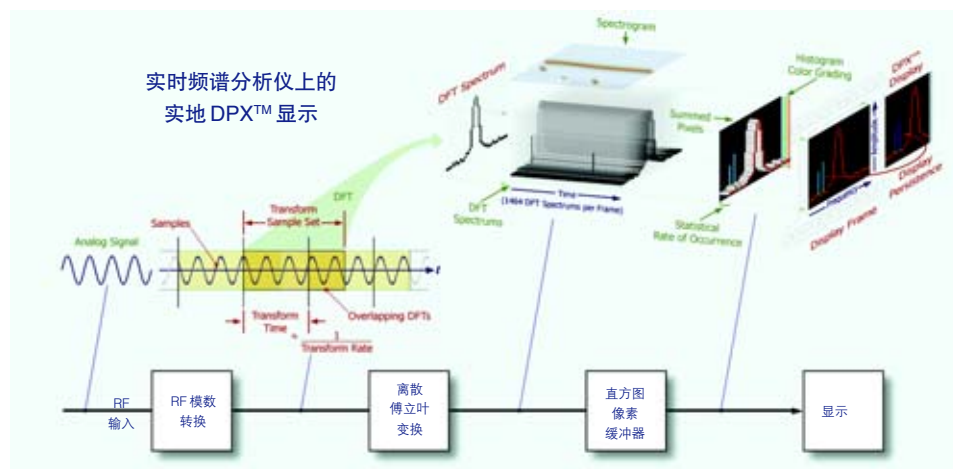 实时频谱分析仪上的
实地 DPX™ 显示
Spectrogram
DFT Spectrum
Histogram
Color Grading
DPX™
Display
Summed
Pixels
Amplitude
Time
(1464 DFT Spectrums per Frame)
DFT
Spectrums
Statistical
Rate of Occurrence
Frequency
Display Frame
Display
Persistence
DFT
Transform
Sample Set
Samples
Analog Signal
t
Overlapping DFTs
Transform
Time
=
1
Transform Rate
RF
输入
RF 模数
转换
离散
傅立叶
变换
直方图
像素
缓冲器
显示